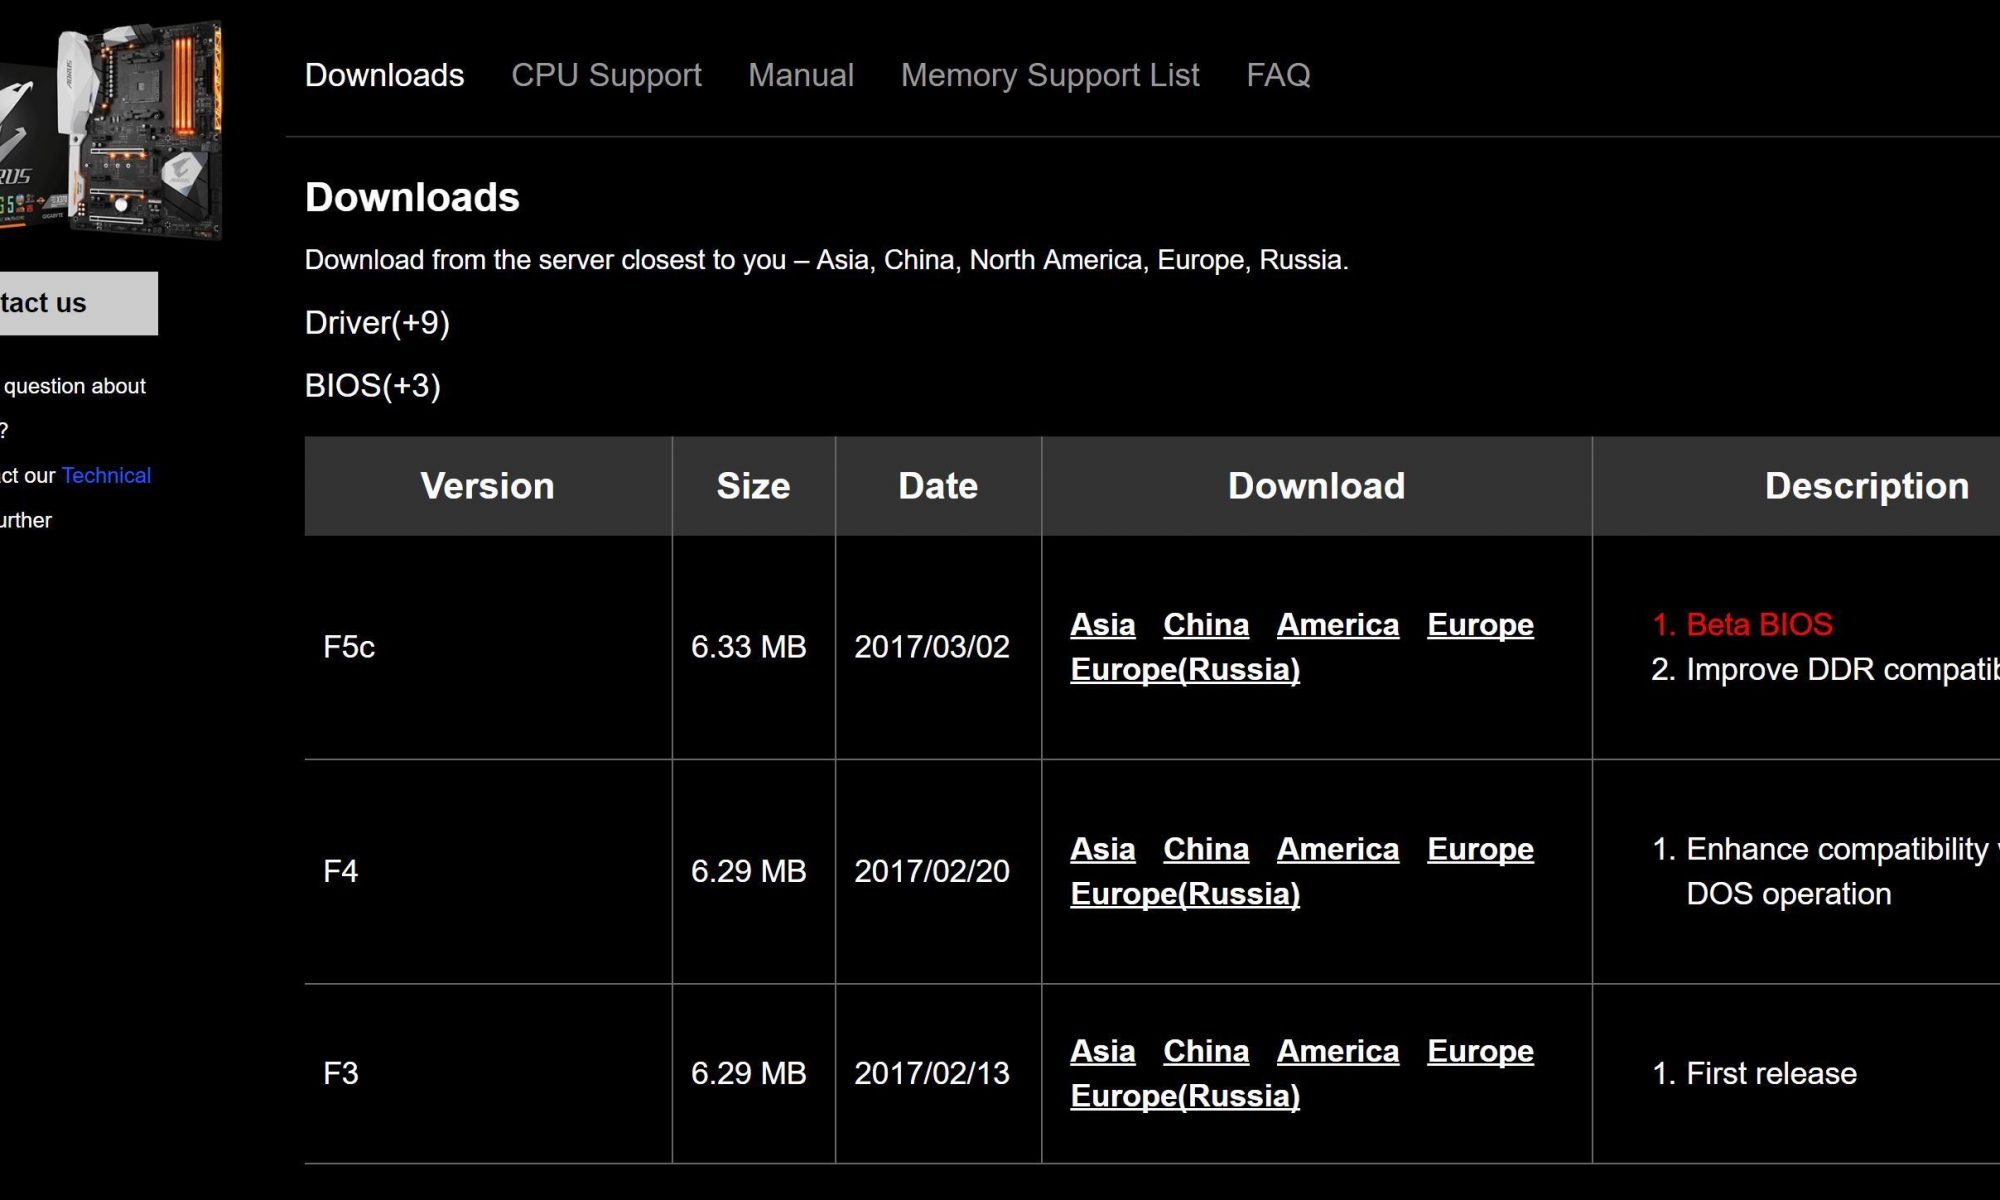 Downloads CPU Support Manual Memory Support List FAQ
AORUS
RUS
G5
tact us
question about
?
ct our Technical
urther
Downloads
Download from the server closest to you – Asia, China, North America, Europe, Russia.
Driver(+9)
BIOS(+3)
Version Size Date Download Description
F5c 6.33 MB 2017/03/02 Asia China America Europe
Europe(Russia)
1. Beta BIOS
2. Improve DDR compatib
F4 6.29 MB 2017/02/20 Asia China America Europe
Europe(Russia)
1. Enhance compatibility
DOS operation
F3 6.29 MB 2017/02/13 Asia China America Europe
Europe(Russia)
1. First release